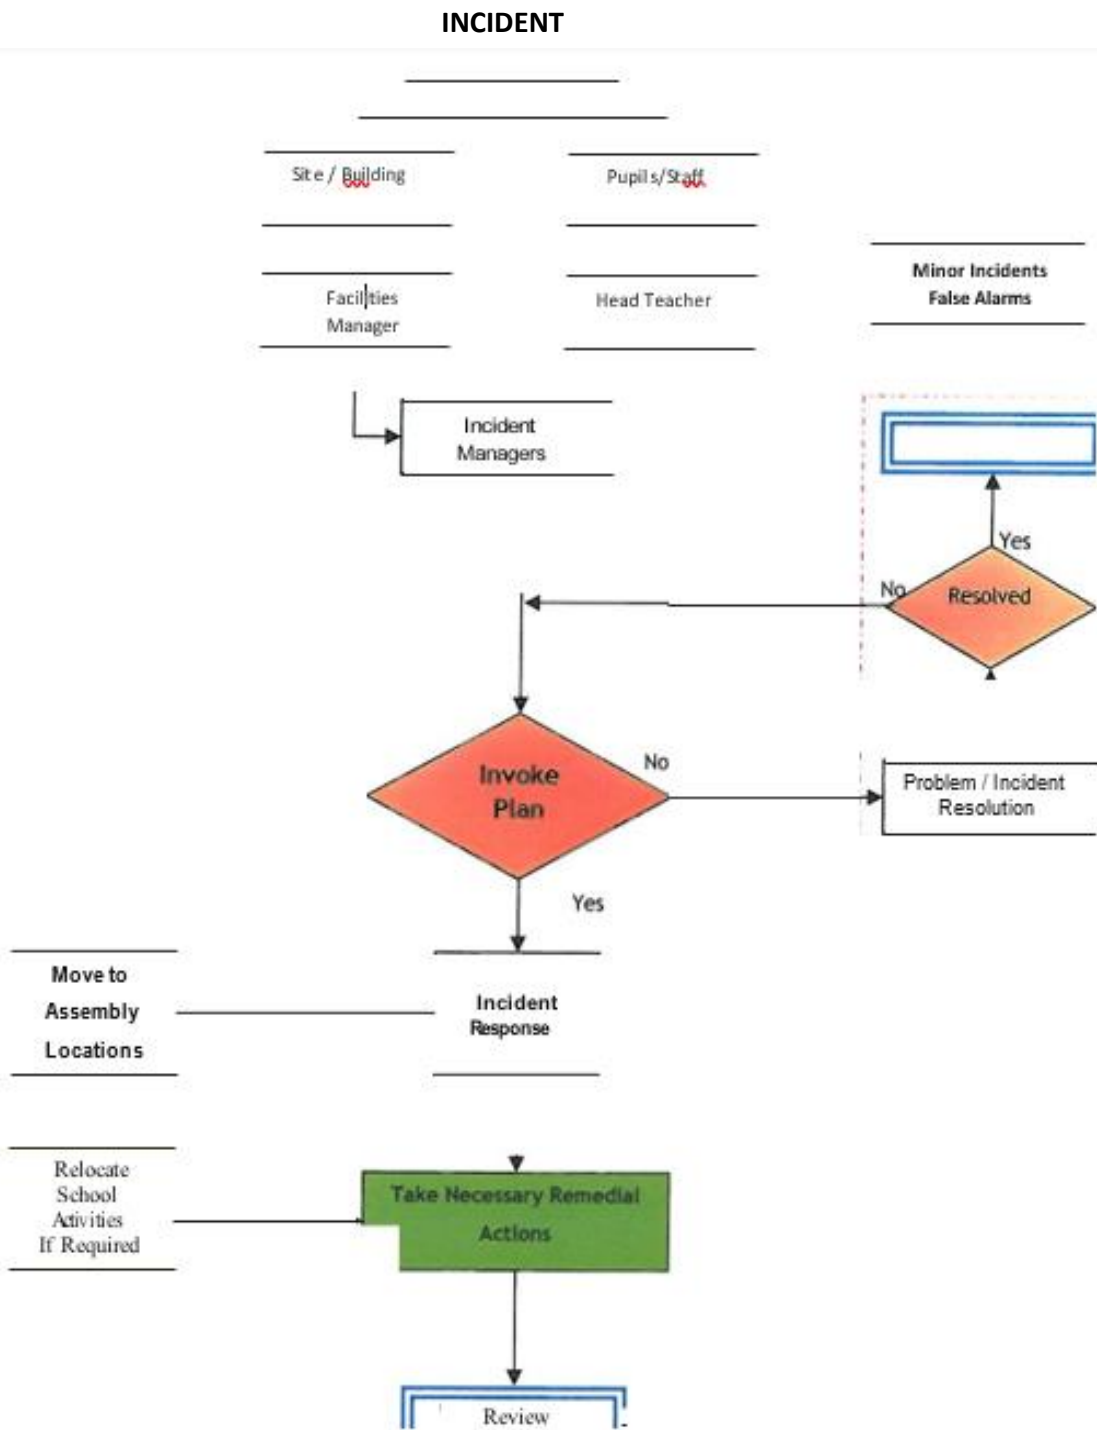 INCIDENT
Site / Building
Pupils/Staff
Minor Incidents
False Alarms
Facilities
Manager
Head Teacher
Incident
Managers
Yes
No
Resolved
Invoke
Plan
No
Problem / Incident
Resolution
Yes
Move to
Assembly
Locations
Incident
Response
Relocate
School
Activities
If Required
Take Necessary Remedial
Actions
Review